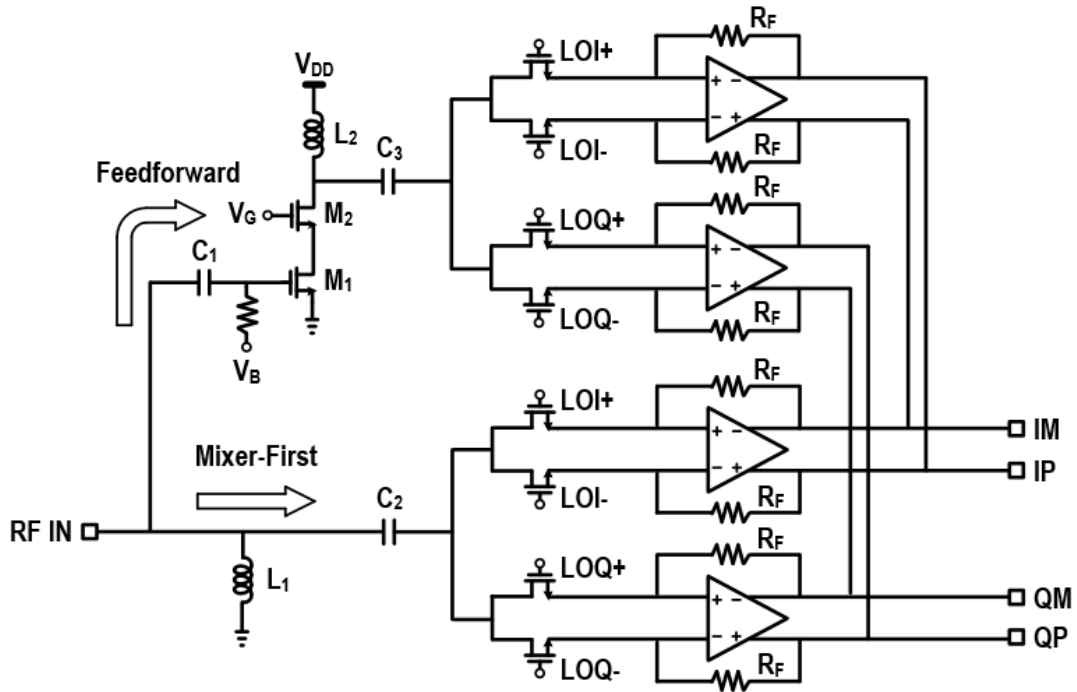 RF
LOI+
VDD
L2
C3
LOI-
RF
Feedforward
RF
LOQ+
VG
M2
C1
M1
LOQ-
RF
VB
RF
LOI+
IM
Mixer-First
IP
C2
LOI-
RF
RF IN
RF
LOQ+
L1
QM
QP
LOQ-
RF
+ −
− +
+ −
− +
+ −
− +
+ −
− +